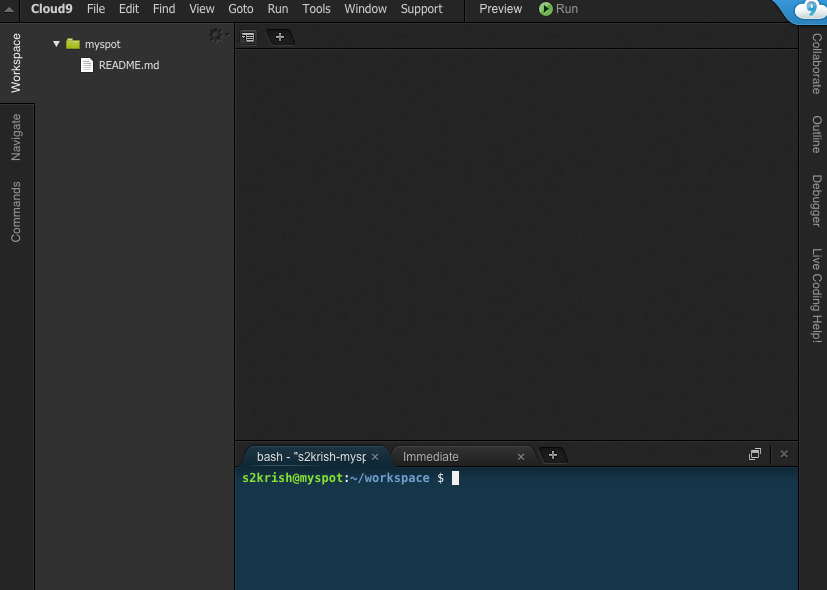 Cloud9 File Edit Find View Goto Run Tools Window Support Preview Run 9
Workspace
Navigate
Commands
myspot
README.md
Collaborate
Outline
Debugger
Live Coding Help!
bash - "s2krish-mysp Immediate
s2krish@myspot:~/workspace $